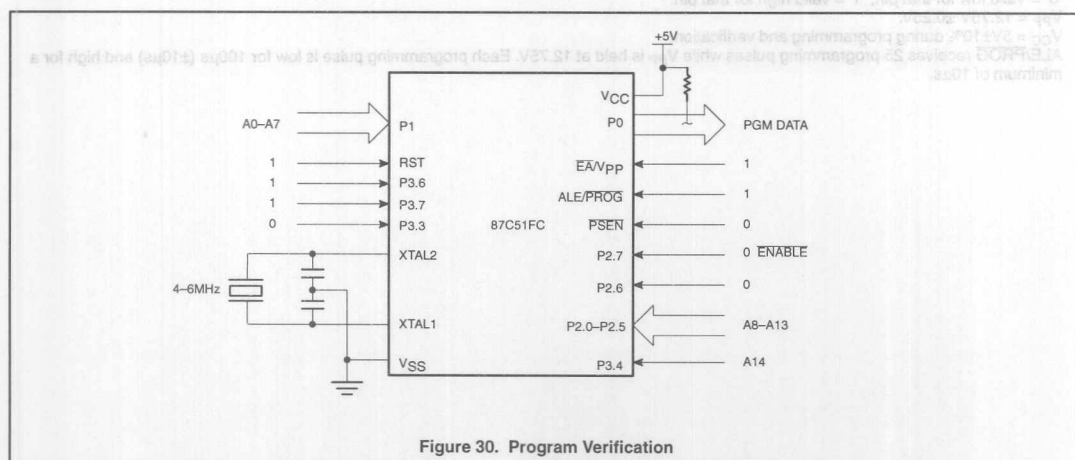 V_PP = 12.75V ±0.25V.
V_CC = 5V±10% during programming and verification.
ALE/PROG receives 25 programming pulses while V_PP is held at 12.75V. Each programming pulse is low for 100µs (±10µs) and high for a
minimum of 10µs.
+5V
VCC
A0–A7
P1
P0
PGM DATA
1
RST
EA/VPP
1
1
P3.6
ALE/PROG
1
1
P3.7
0
P3.3
87C51FC
PSEN
0
XTAL2
P2.7
0 ENABLE
4–6MHz
P2.6
0
XTAL1
P2.0–P2.5
A8–A13
VSS
P3.4
A14
Figure 30. Program Verification